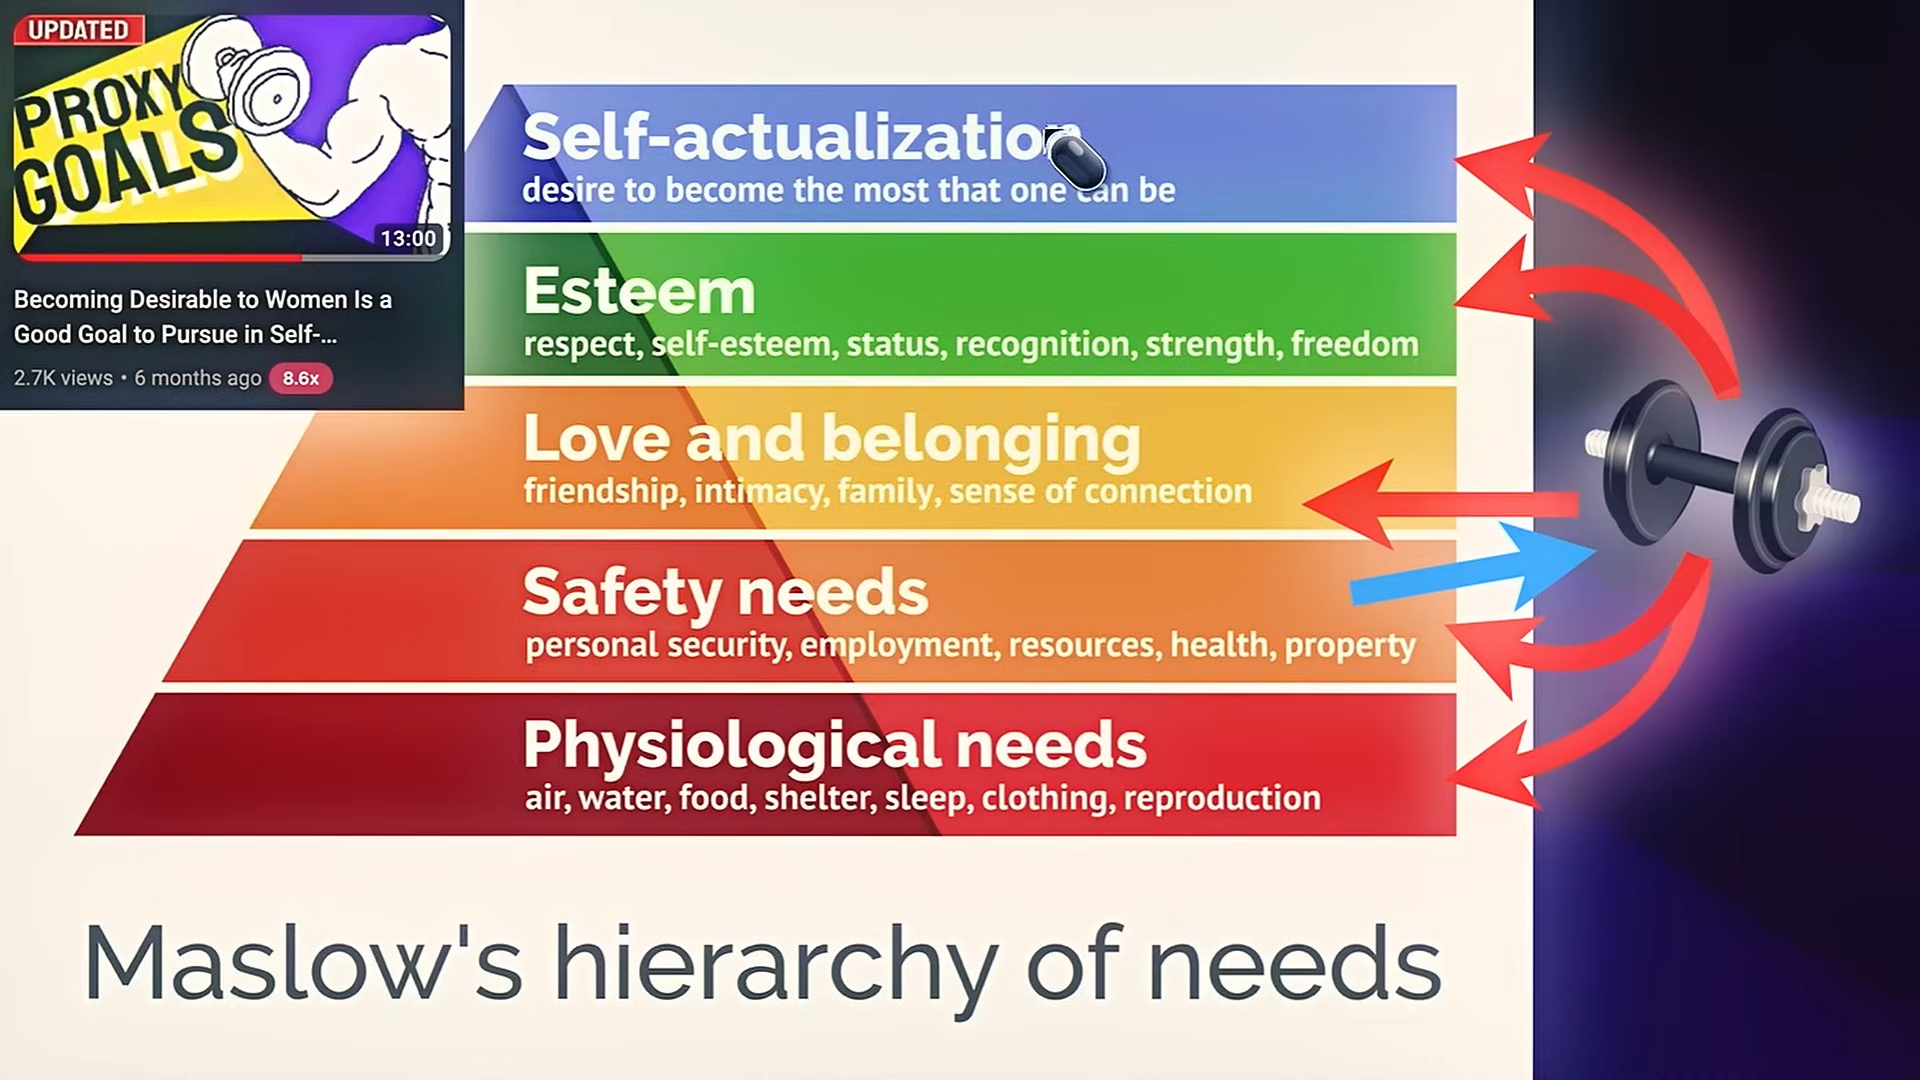 UPDATED
PROXY
GOALS
13:00
Becoming Desirable to Women Is a
Good Goal to Pursue in Self-...
2.7K views • 6 months ago 8.6x
Self-actualization
desire to become the most that one can be
Esteem
respect, self-esteem, status, recognition, strength, freedom
Love and belonging
friendship, intimacy, family, sense of connection
Safety needs
personal security, employment, resources, health, property
Physiological needs
air, water, food, shelter, sleep, clothing, reproduction
Maslow's hierarchy of needs